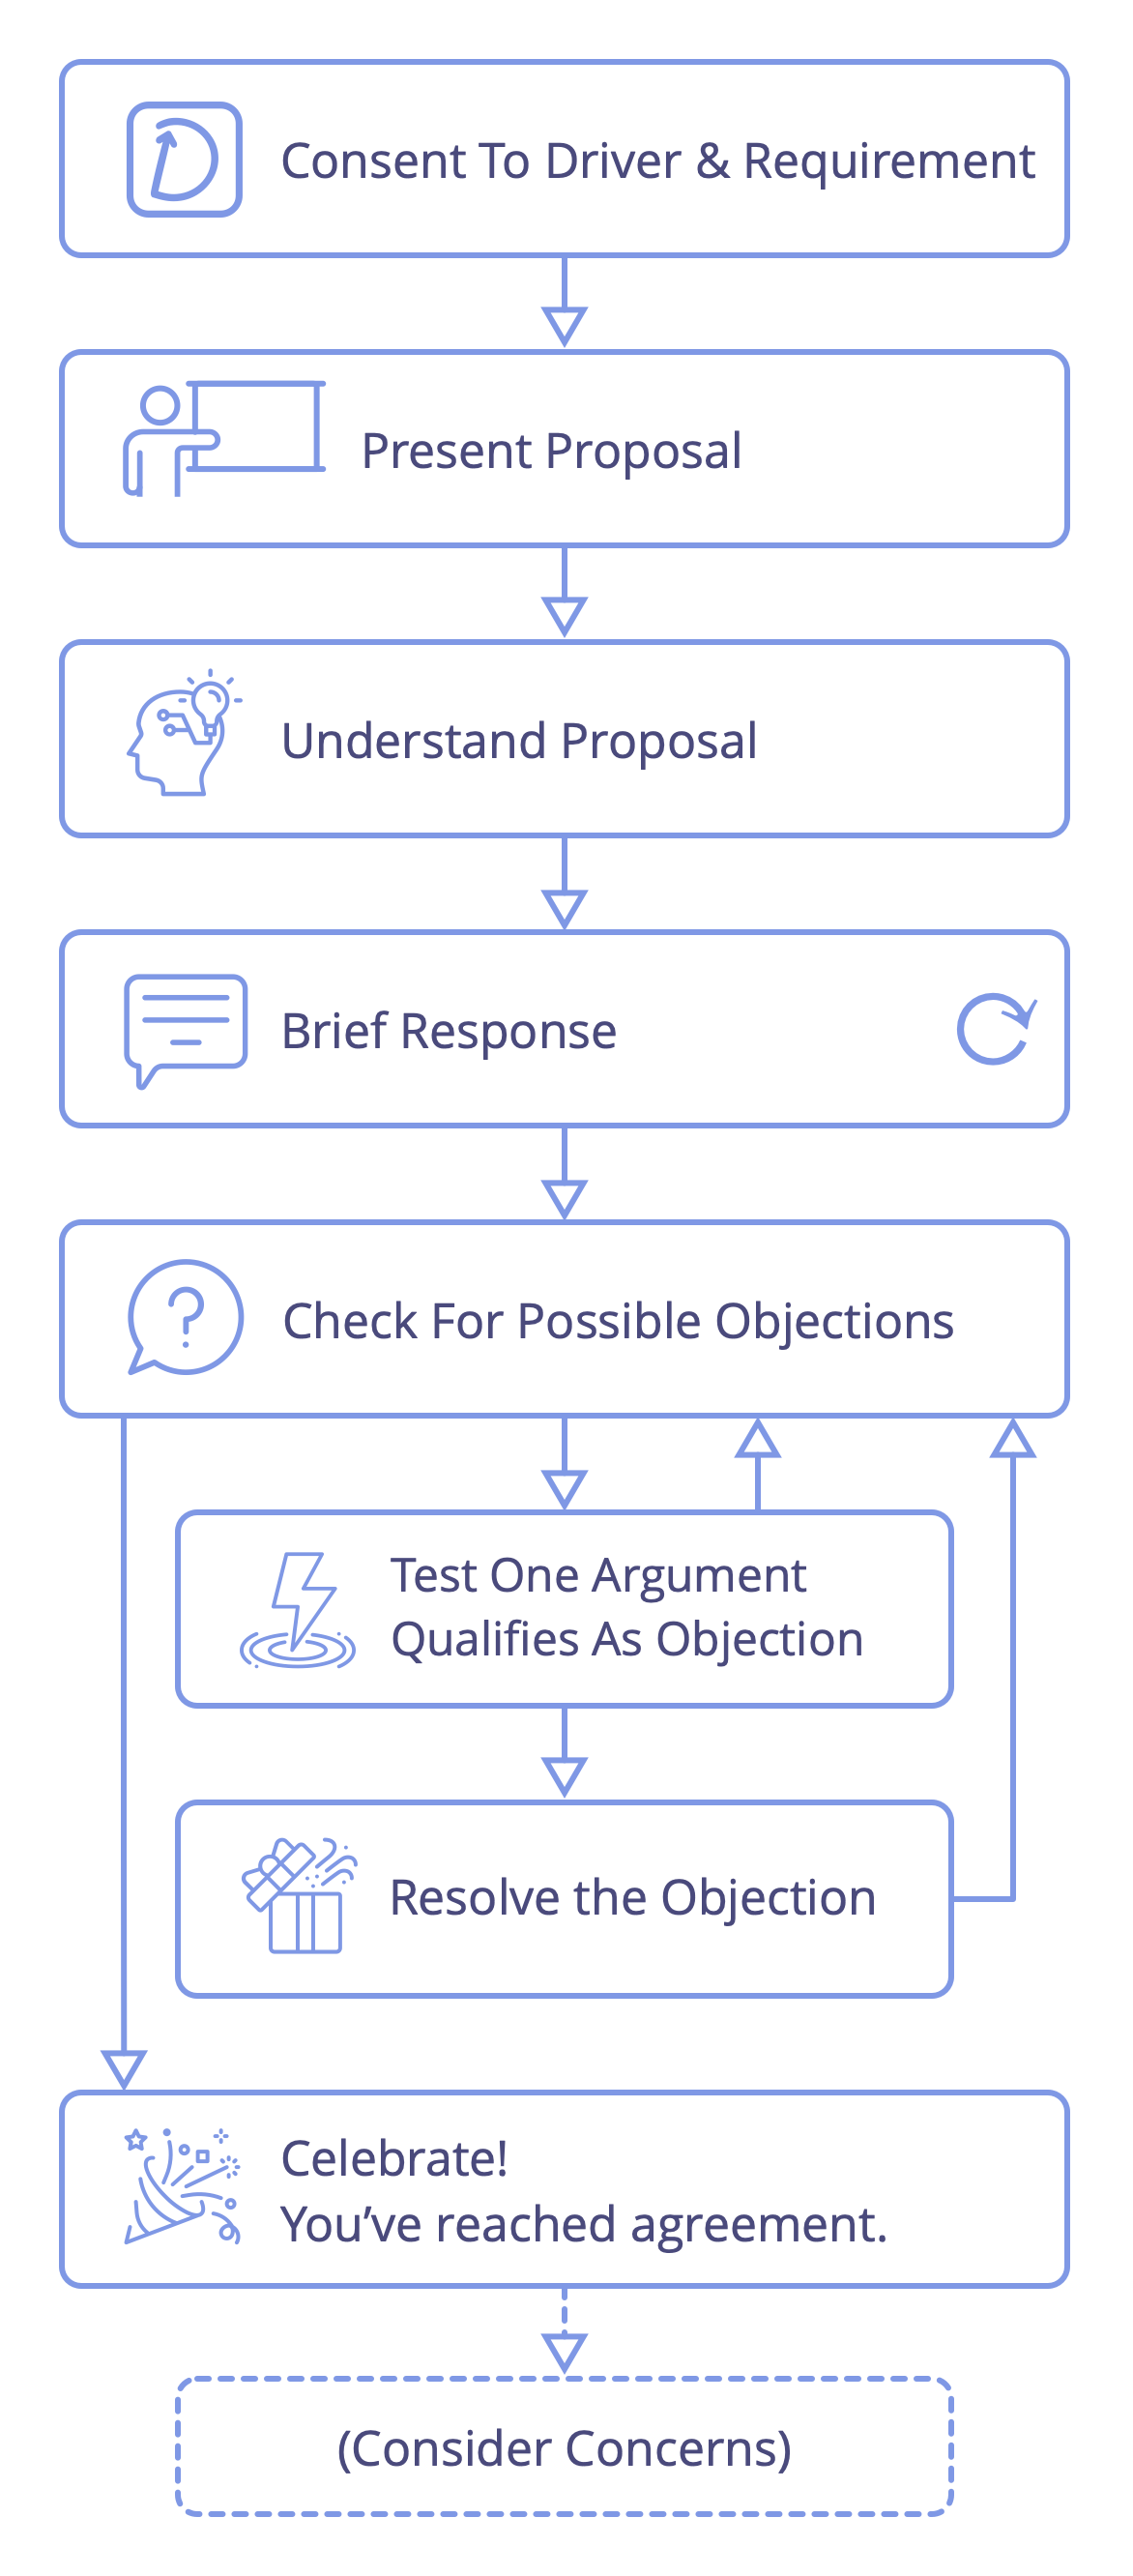 Consent To Driver & Requirement
Present Proposal
Understand Proposal
Brief Response
Check For Possible Objections
Test One Argument
Qualifies As Objection
Resolve the Objection
Celebrate!
You’ve reached agreement.
(Consider Concerns)